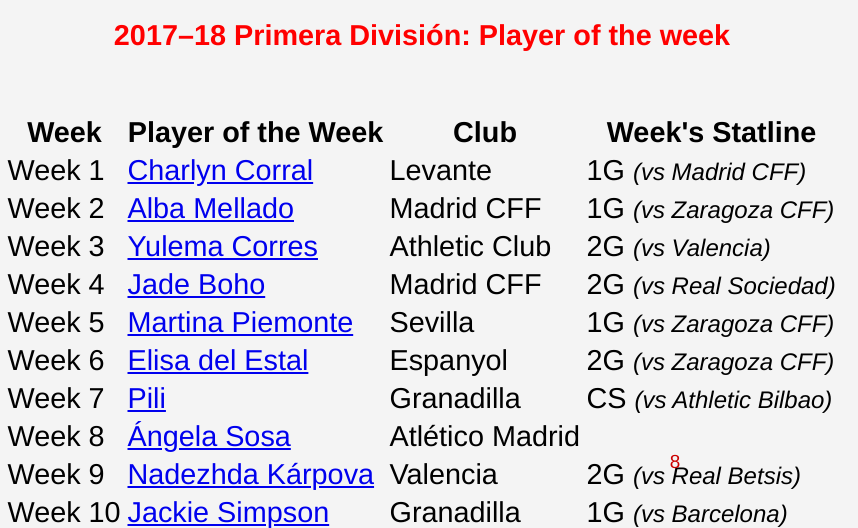 2017–18 Primera División: Player of the week
Week Player of the Week Club Week's Statline
Week 1 Charlyn Corral Levante 1G (vs Madrid CFF)
Week 2 Alba Mellado Madrid CFF 1G (vs Zaragoza CFF)
Week 3 Yulema Corres Athletic Club 2G (vs Valencia)
Week 4 Jade Boho Madrid CFF 2G (vs Real Sociedad)
Week 5 Martina Piemonte Sevilla 1G (vs Zaragoza CFF)
Week 6 Elisa del Estal Espanyol 2G (vs Zaragoza CFF)
Week 7 Pili Granadilla CS (vs Athletic Bilbao)
Week 8 Ángela Sosa Atlético Madrid
8
Week 9 Nadezhda Kárpova Valencia 2G (vs Real Betsis)
Week 10 Jackie Simpson Granadilla 1G (vs Barcelona)